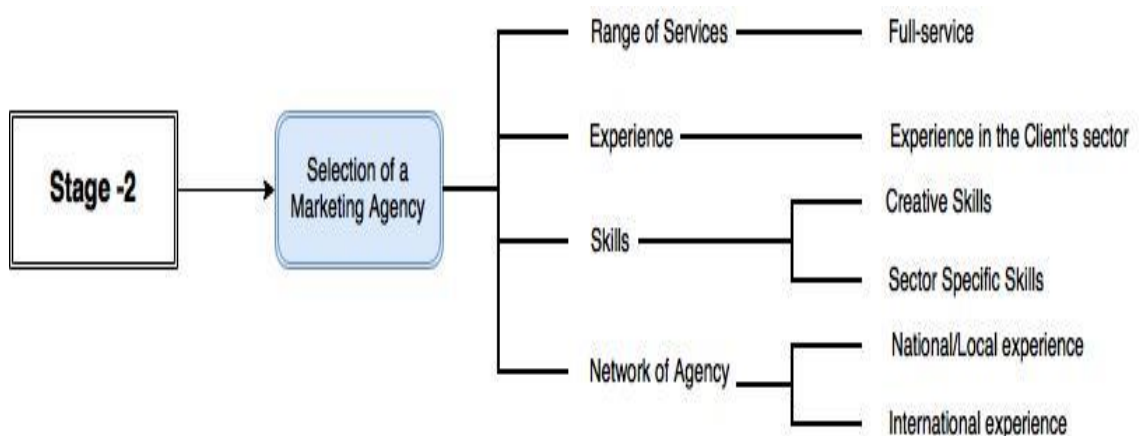 Stage -2
Selection of a
Marketing Agency
Range of Services
Full-service
Experience
Experience in the Client's sector
Skills
Creative Skills
Sector Specific Skills
Network of Agency
National/Local experience
International experience